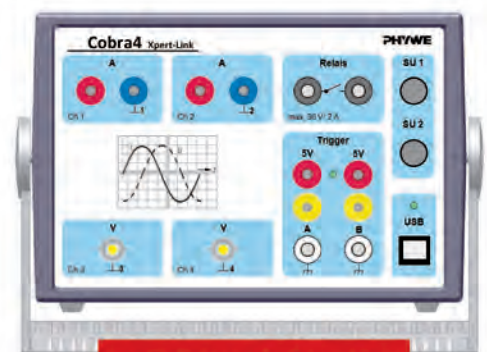 Cobra4 Xpert-Link
PHYWE
A
Ch 1
⊥1
A
Ch 2
⊥2
Relais
max. 30 V/ 2 A
SU 1
SU 2
Trigger
5V 5V
A B
USB
V
Ch 3
⊥3
V
Ch 4
⊥4